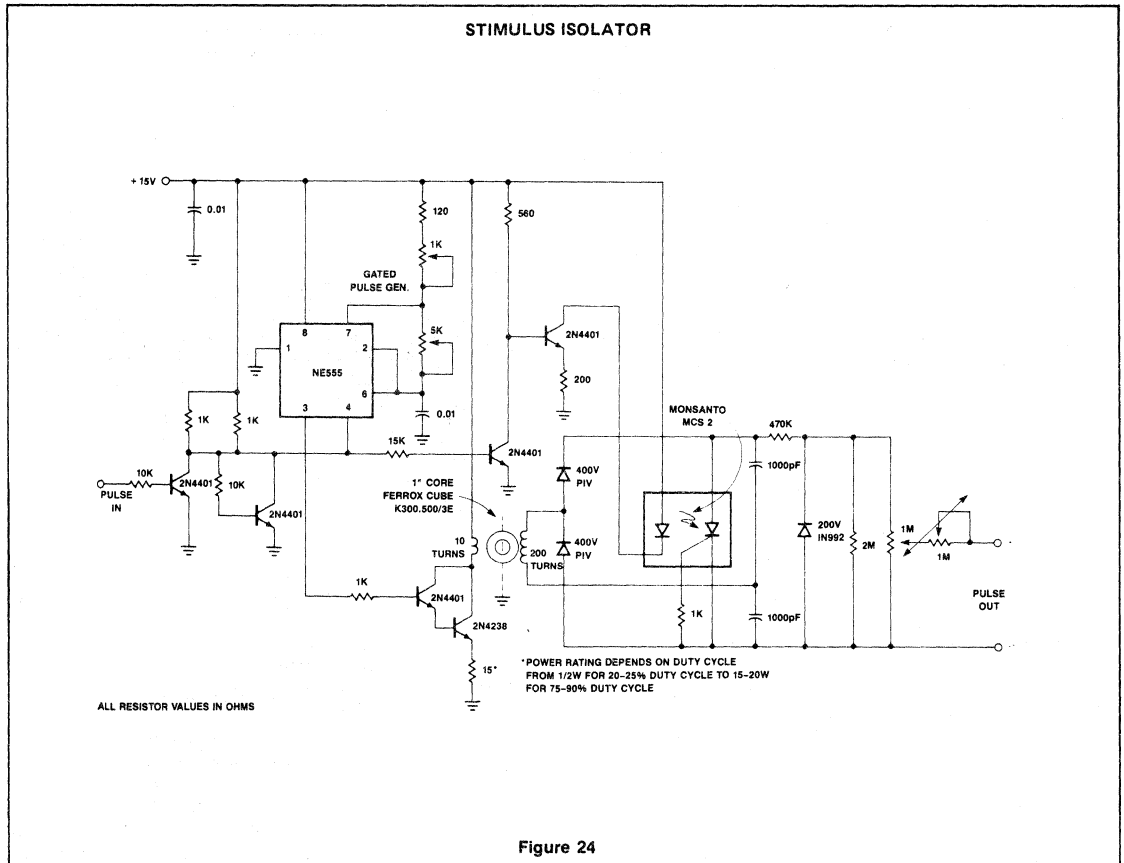 STIMULUS ISOLATOR
+ 15V
0.01
120
560
1K
GATED
PULSE GEN.
8
7
5K
2N4401
1
2
NE555
200
6
MONSANTO
MCS 2
3
4
0.01
470K
1K
1K
15K
2N4401
1000pF
10K
2N4401
10K
1" CORE
FERROX CUBE
K300.500/3E
400V
PIV
PULSE
IN
2N4401
200V
IN992
1M
10
TURNS
200
TURNS
400V
PIV
2M
1M
1K
2N4401
1K
1000pF
PULSE
OUT
2N4238
15*
*POWER RATING DEPENDS ON DUTY CYCLE
FROM 1/2W FOR 20-25% DUTY CYCLE TO 15-20W
FOR 75-90% DUTY CYCLE
ALL RESISTOR VALUES IN OHMS
Figure 24